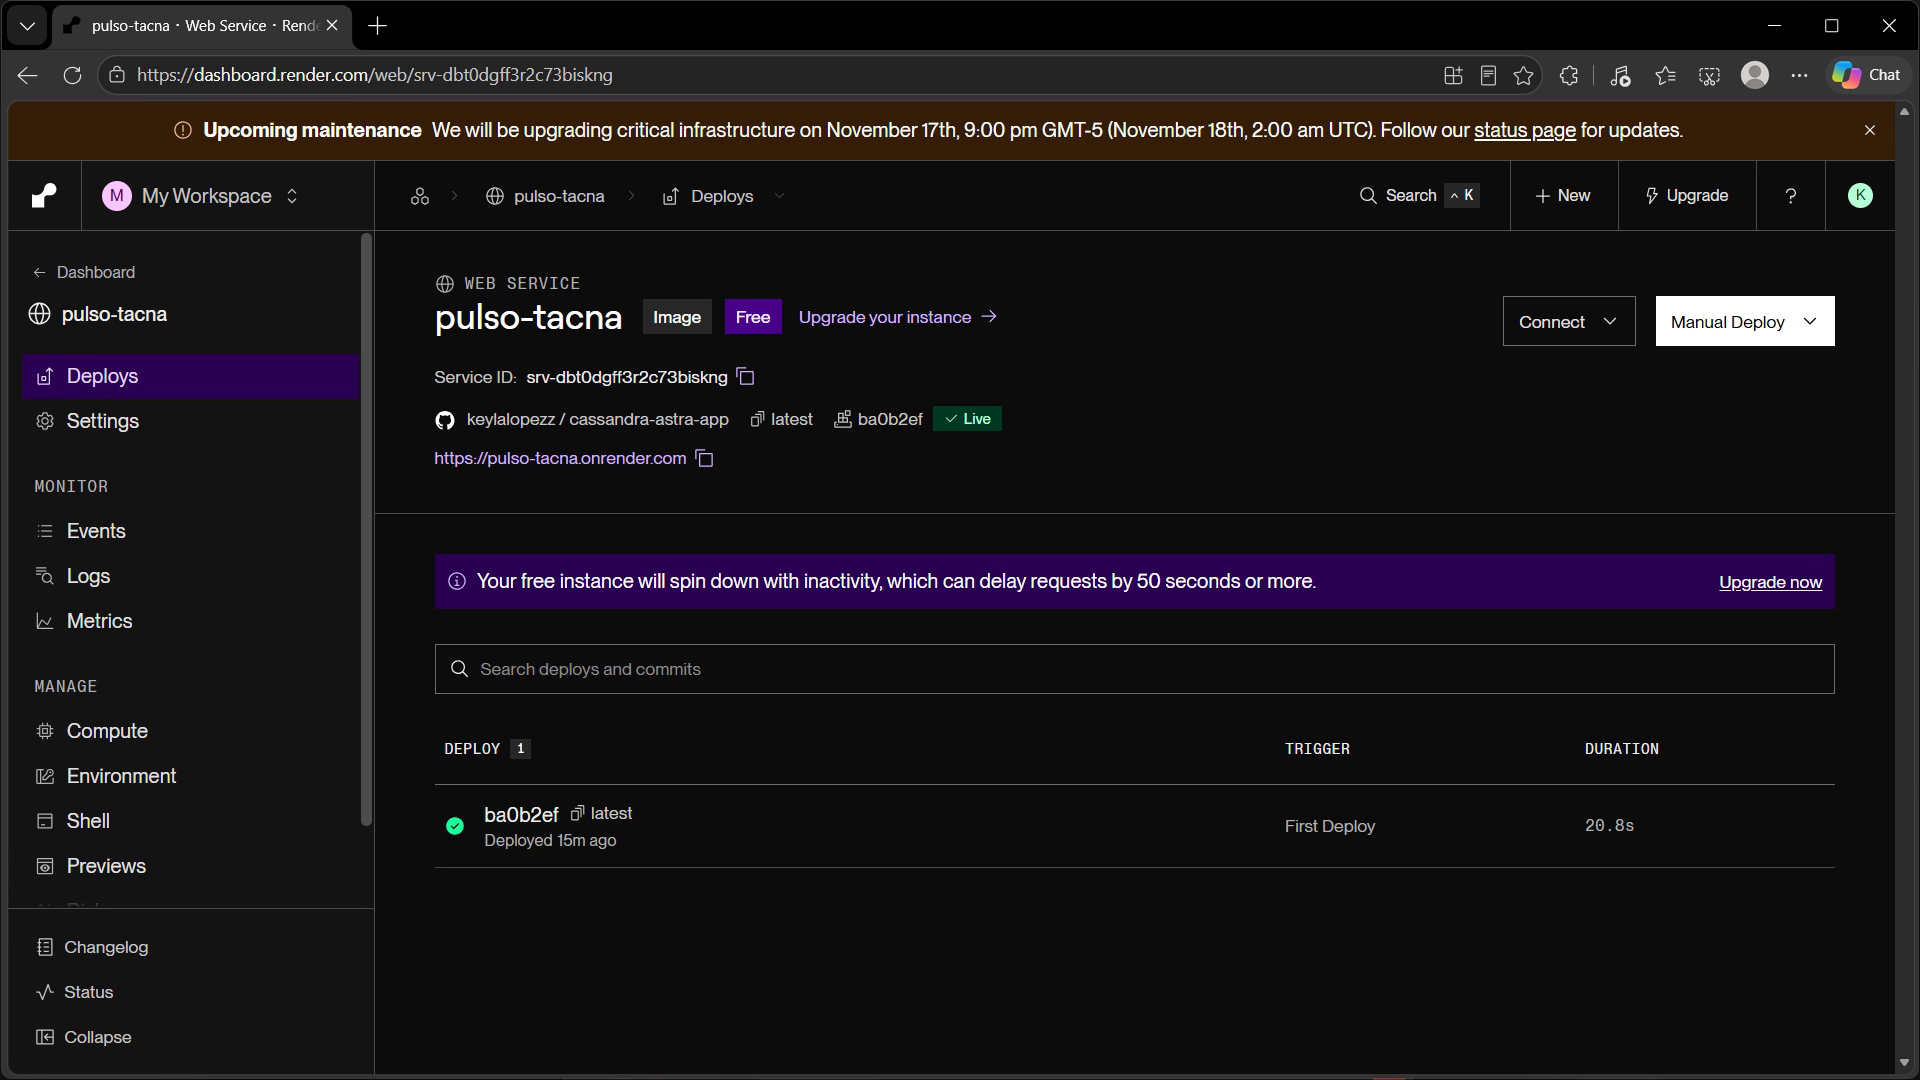 pulso-tacna · Web Service · Rende
https://dashboard.render.com/web/srv-dbt0dgff3r2c73biskng
Chat
Upcoming maintenance We will be upgrading critical infrastructure on November 17th, 9:00 pm GMT-5 (November 18th, 2:00 am UTC). Follow our status page for updates.
M My Workspace
pulso-tacna
Deploys
Search ^ K
+ New
Upgrade
?
K
← Dashboard
pulso-tacna
Deploys
Settings
MONITOR
Events
Logs
Metrics
MANAGE
Compute
Environment
Shell
Previews
Changelog
Status
Collapse
WEB SERVICE
pulso-tacna Image Free Upgrade your instance →
Connect
Manual Deploy
Service ID: srv-dbt0dgff3r2c73biskng
keylalopezz / cassandra-astra-app latest ba0b2ef Live
https://pulso-tacna.onrender.com
Your free instance will spin down with inactivity, which can delay requests by 50 seconds or more.
Upgrade now
Search deploys and commits
DEPLOY 1 TRIGGER DURATION
ba0b2ef latest
Deployed 15m ago
First Deploy
20.8s